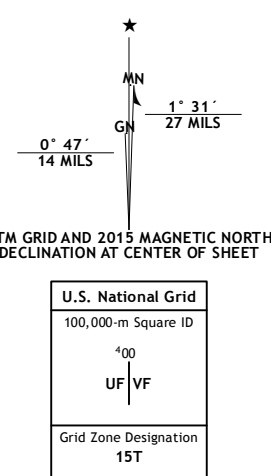 ★
MN
1° 31´
27 MILS
GN
0° 47´
14 MILS
TM GRID AND 2015 MAGNETIC NORTH
DECLINATION AT CENTER OF SHEET
U.S. National Grid
100,000-m Square ID
⁴00
UF VF
Grid Zone Designation
15T